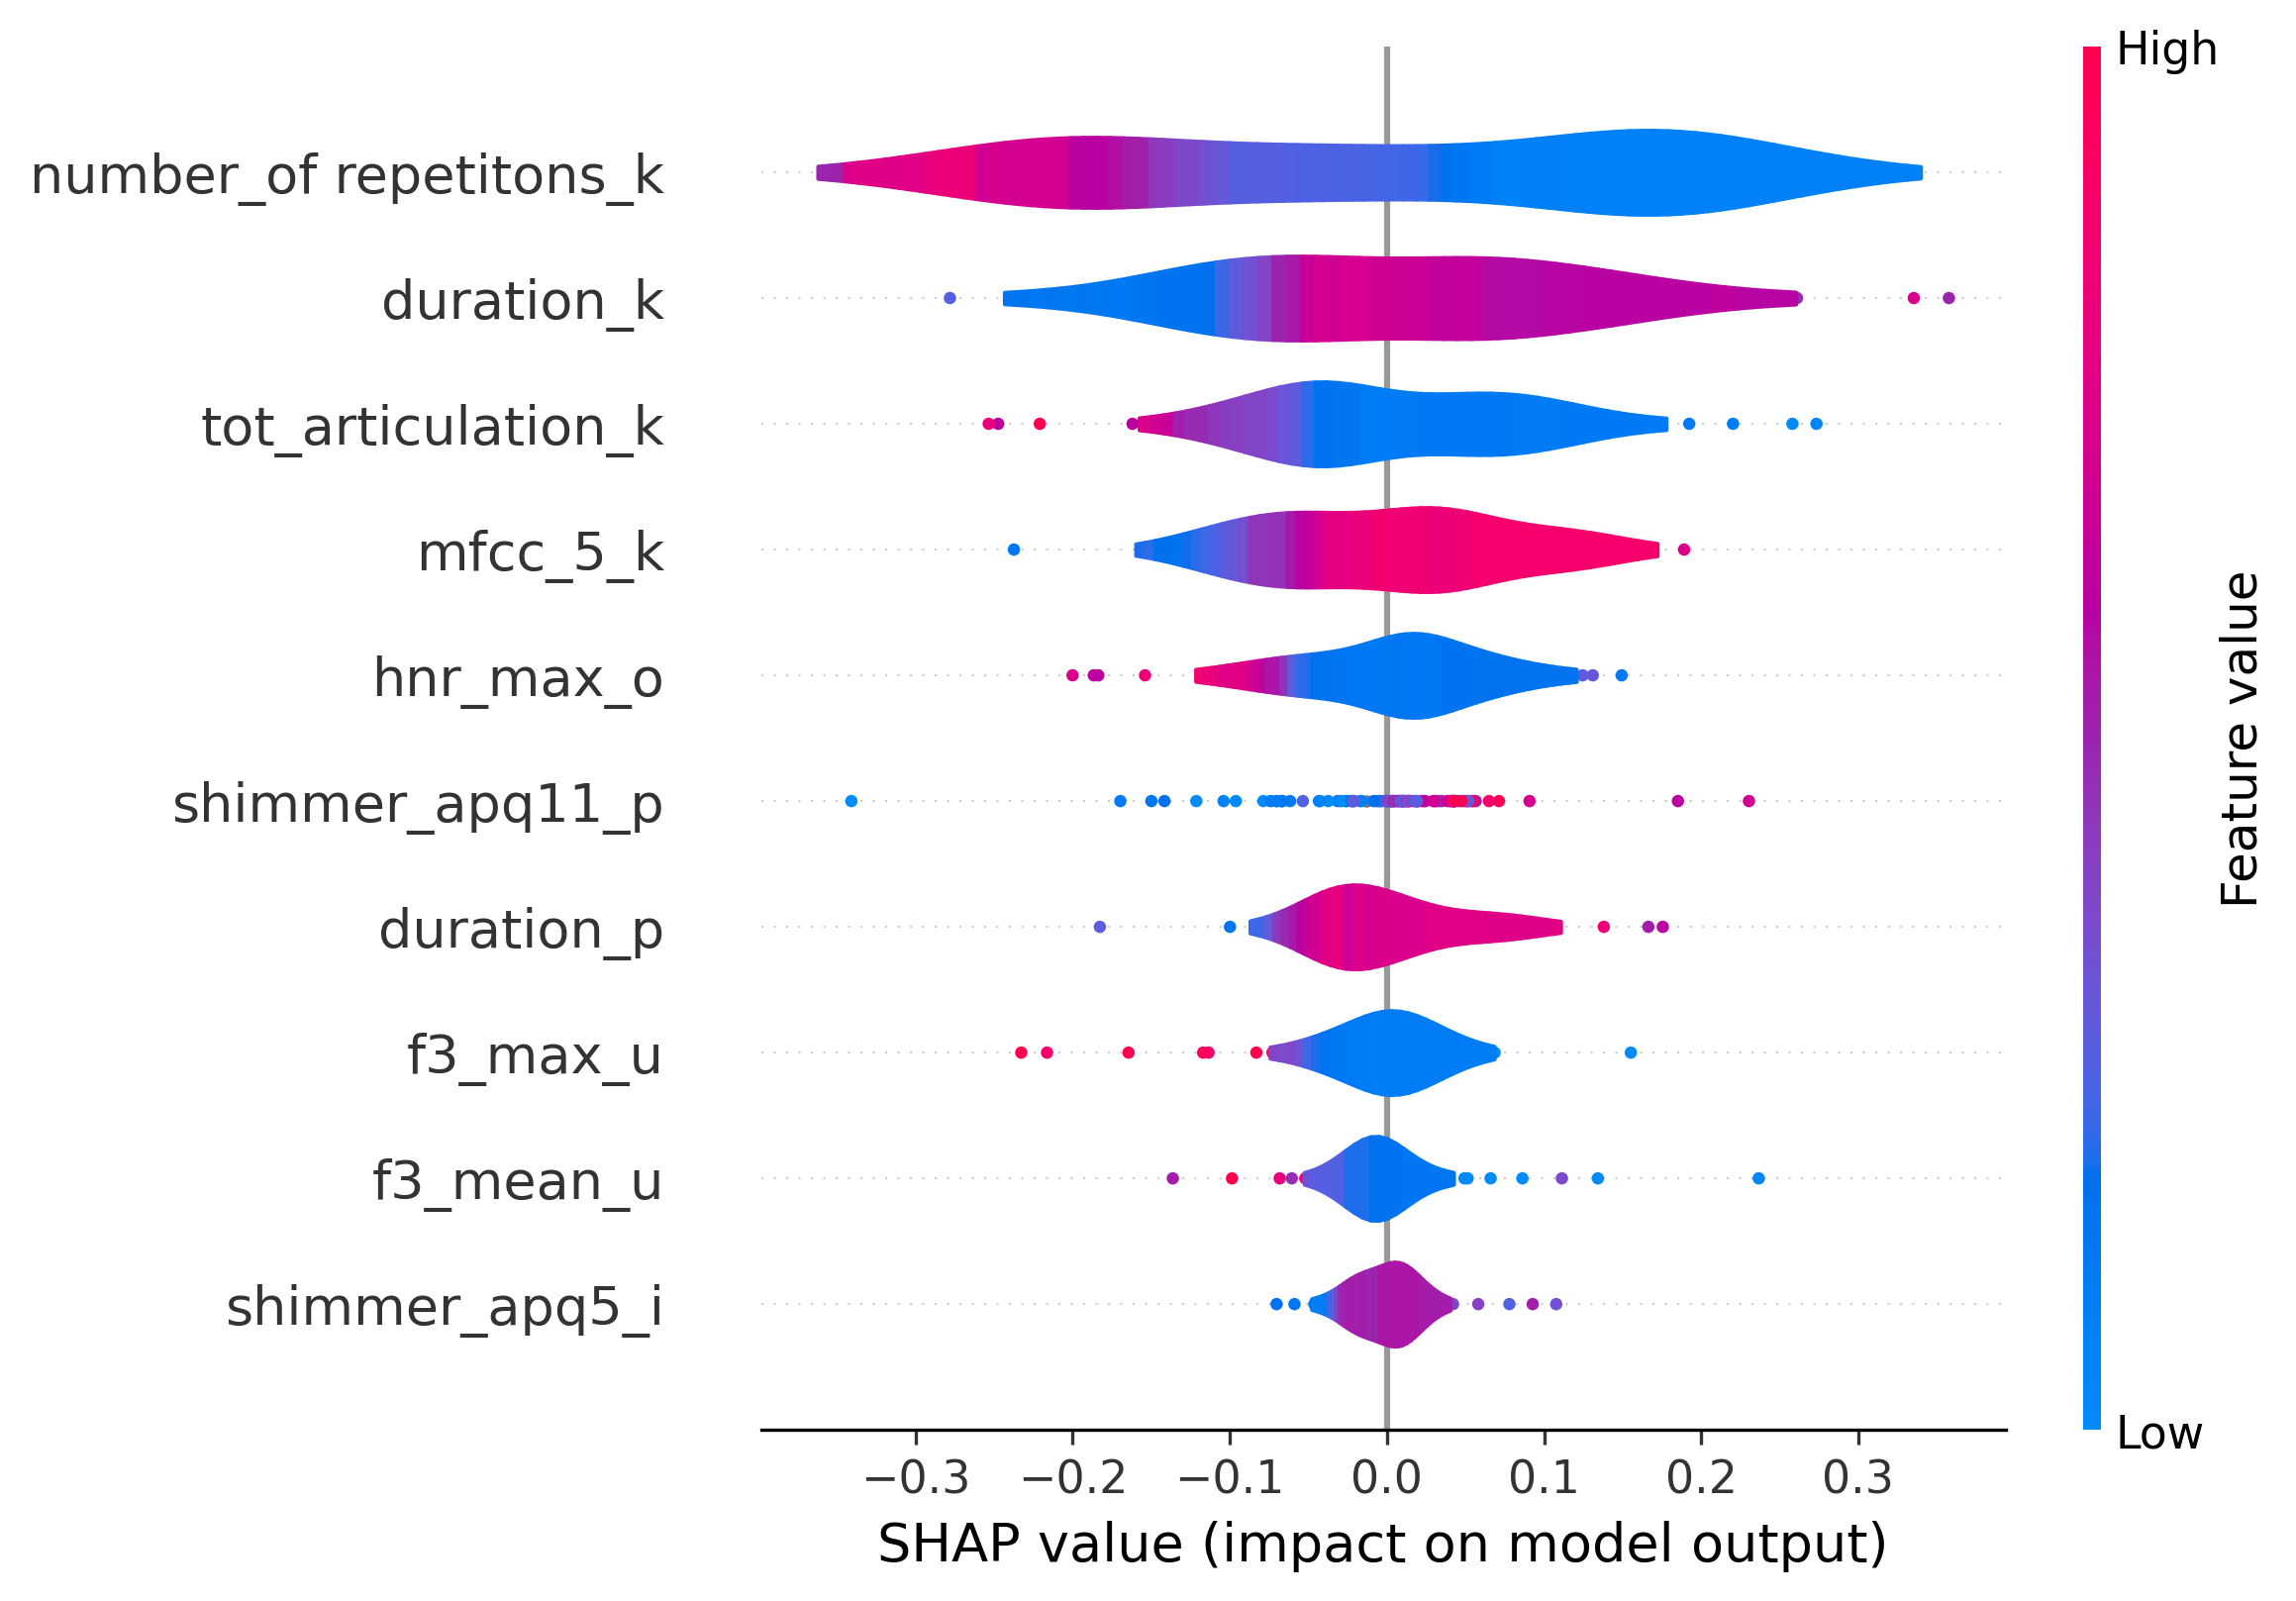 High
number_of repetitons_k
duration_k
tot_articulation_k
mfcc_5_k
hnr_max_o
shimmer_apq11_p
duration_p
f3_max_u
f3_mean_u
shimmer_apq5_i
Feature value
Low
−0.3 −0.2 −0.1 0.0 0.1 0.2 0.3
SHAP value (impact on model output)